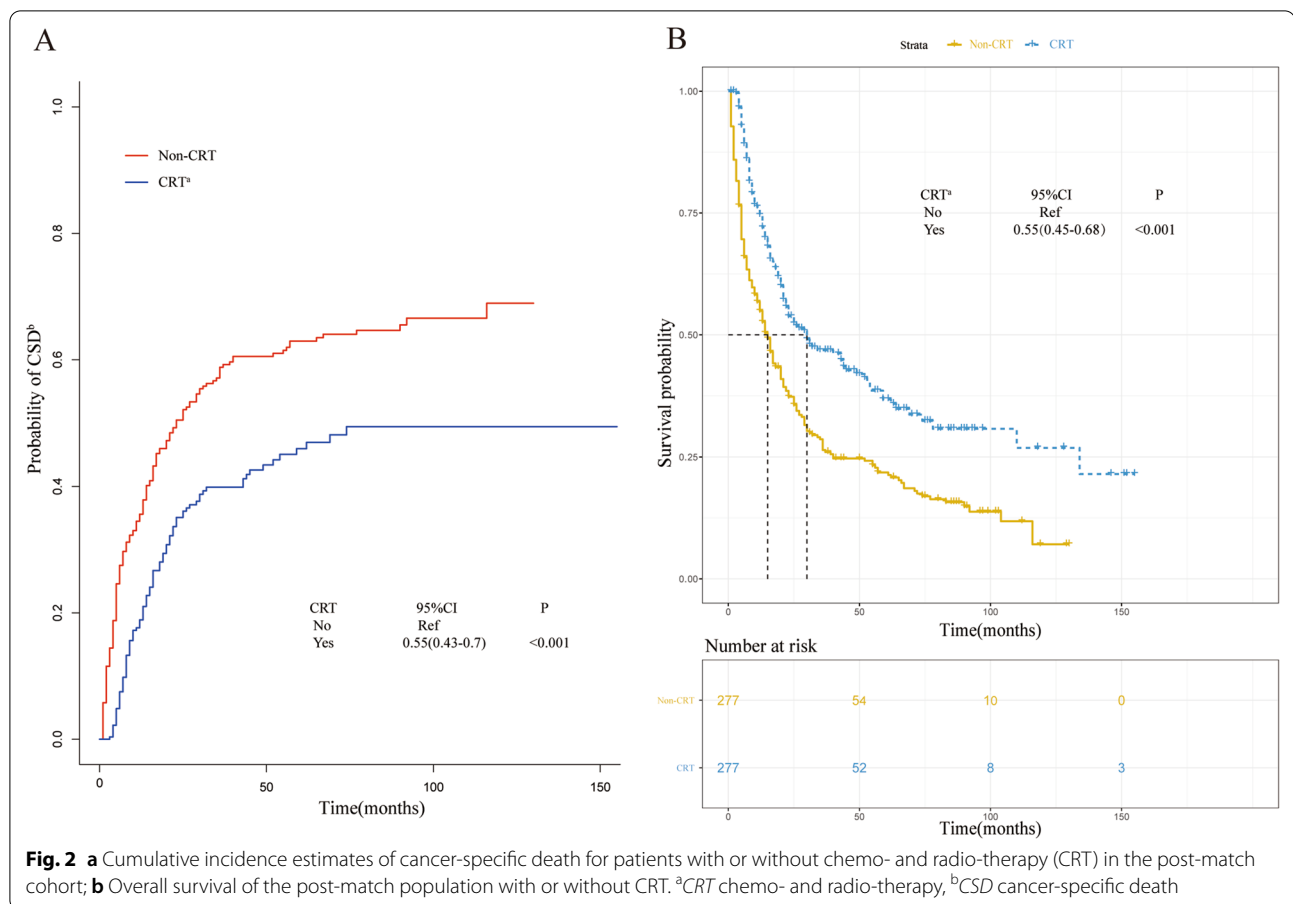 A
1.0
0.8
0.6
0.4
0.2
0.0
Probability of CSDᵇ
Non-CRT
CRTᵃ
CRT 95%CI P
No Ref
Yes 0.55(0.43-0.7) <0.001
0 50 100 150
Time(months)
B
Strata Non-CRT CRT
1.00
0.75
0.50
0.25
0.00
Survival probability
CRTᵃ 95%CI P
No Ref
Yes 0.55(0.45-0.68) <0.001
0 50 100 150
Time(months)
Number at risk
Non-CRT 277 54 10 0
CRT 277 52 8 3
0 50 100 150
Time(months)
Fig. 2 a Cumulative incidence estimates of cancer-specific death for patients with or without chemo- and radio-therapy (CRT) in the post-match
cohort; b Overall survival of the post-match population with or without CRT. ᵃCRT chemo- and radio-therapy, ᵇCSD cancer-specific death